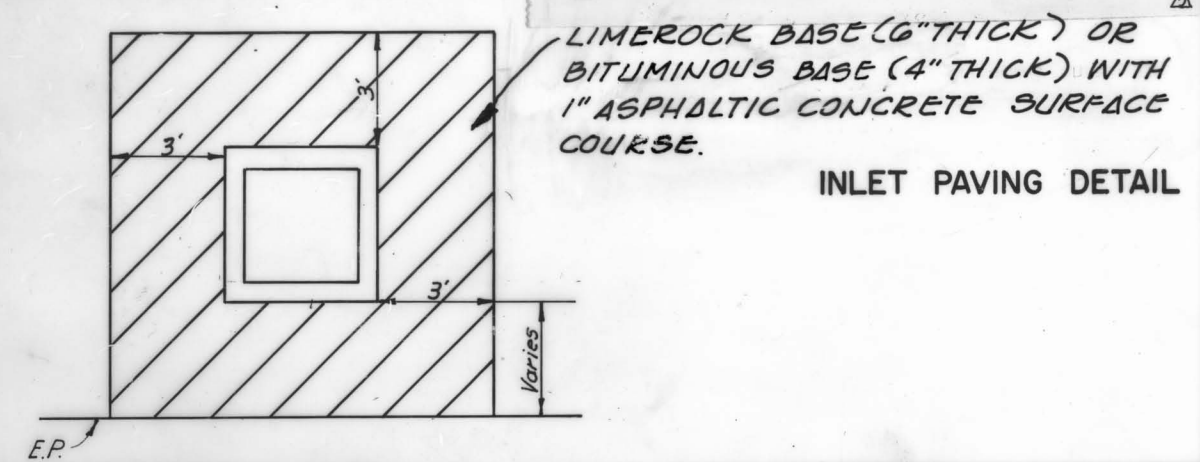 LIMEROCK BASE (6" THICK) OR
BITUMINOUS BASE (4" THICK) WITH
1" ASPHALTIC CONCRETE SURFACE
COURSE.
INLET PAVING DETAIL
3'
3'
3'
Varies
E.P.